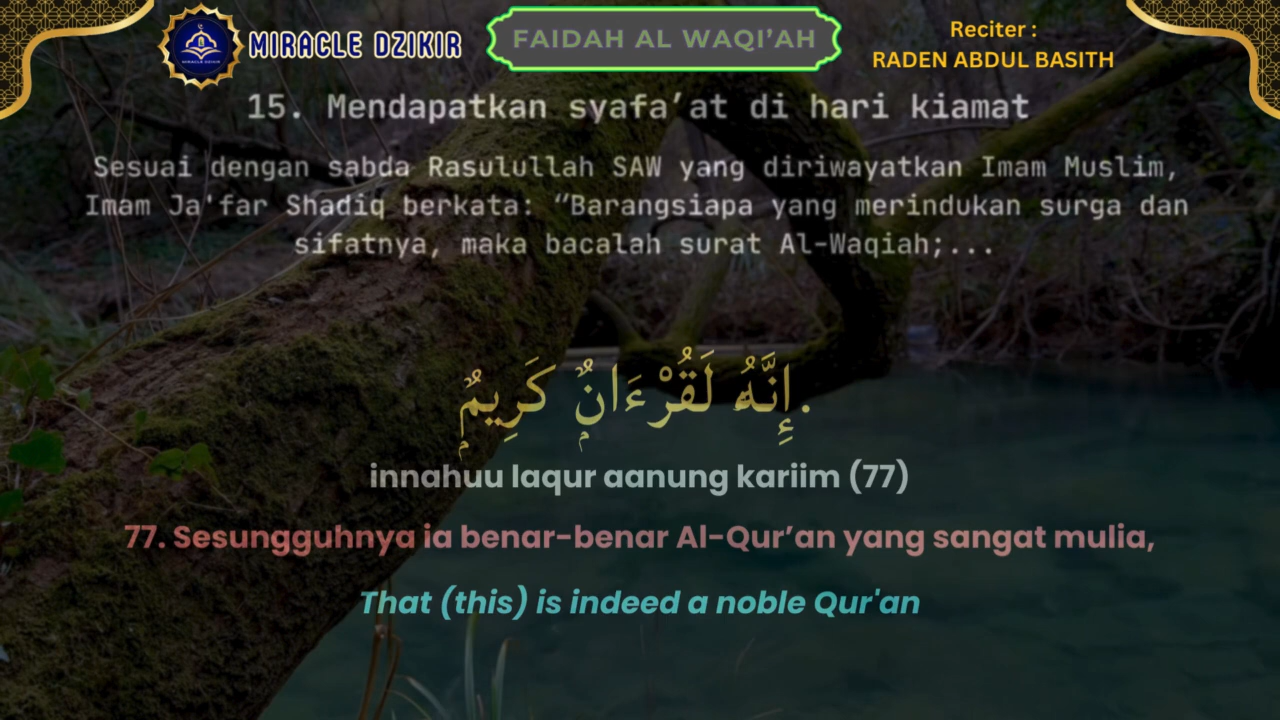 MIRACLE DZIKIR
MIRACLE DZIKIR
FAIDAH AL WAQI’AH
Reciter :
RADEN ABDUL BASITH
15. Mendapatkan syafa’at di hari kiamat
Sesuai dengan sabda Rasulullah SAW yang diriwayatkan Imam Muslim,
Imam Ja'far Shadiq berkata: “Barangsiapa yang merindukan surga dan
sifatnya, maka bacalah surat Al-Waqiah;...
.إِنَّهُۥ لَقُرْءَانٌۭ كَرِيمٌۭ
innahuu laqur aanung kariim (77)
77. Sesungguhnya ia benar-benar Al-Qur’an yang sangat mulia,
That (this) is indeed a noble Qur'an